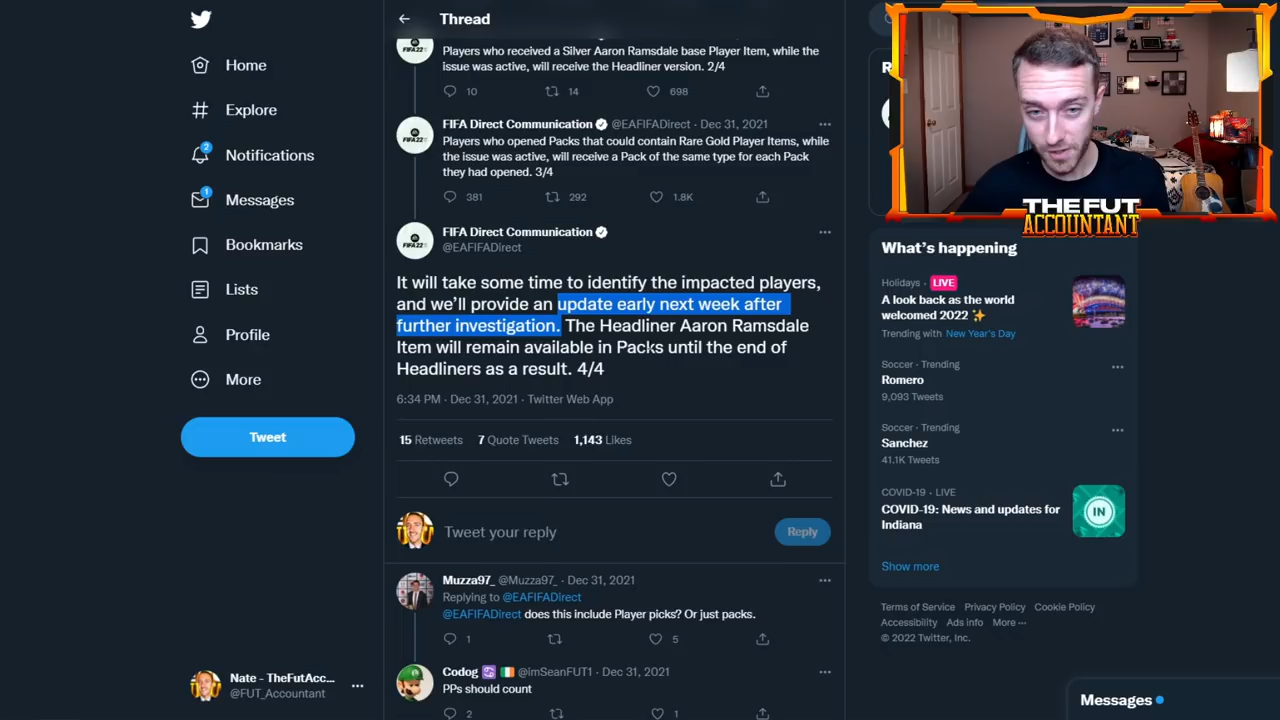 Thread
FIFA 22
Players who received a Silver Aaron Ramsdale base Player Item, while the
issue was active, will receive the Headliner version. 2/4
10
14
698
FIFA 22
FIFA Direct Communication @EAFIFADirect · Dec 31, 2021
Players who opened Packs that could contain Rare Gold Player Items, while
the issue was active, will receive a Pack of the same type for each Pack
they had opened. 3/4
381
292
1.8K
FIFA 22
FIFA Direct Communication
@EAFIFADirect
It will take some time to identify the impacted players,
and we'll provide an update early next week after
further investigation. The Headliner Aaron Ramsdale
Item will remain available in Packs until the end of
Headliners as a result. 4/4
6:34 PM · Dec 31, 2021 · Twitter Web App
15 Retweets 7 Quote Tweets 1,143 Likes
Tweet your reply
Reply
Muzza97_ @Muzza97_ · Dec 31, 2021
Replying to @EAFIFADirect
@EAFIFADirect does this include Player picks? Or just packs.
1
5
Codog @imSeanFUT1 · Dec 31, 2021
PPs should count
2
1
Home
Explore
2
Notifications
1
Messages
Bookmarks
Lists
Profile
More
Tweet
Nate - TheFutAcc...
@FUT_Accountant
R
THE FUT
ACCOUNTANT
What's happening
Holidays · LIVE
A look back as the world
welcomed 2022
Trending with New Year's Day
Soccer · Trending
Romero
9,093 Tweets
Soccer · Trending
Sanchez
41.1K Tweets
COVID-19 · LIVE
COVID-19: News and updates for
Indiana
IN
Show more
Terms of Service Privacy Policy Cookie Policy
Accessibility Ads info More ···
© 2022 Twitter, Inc.
Messages